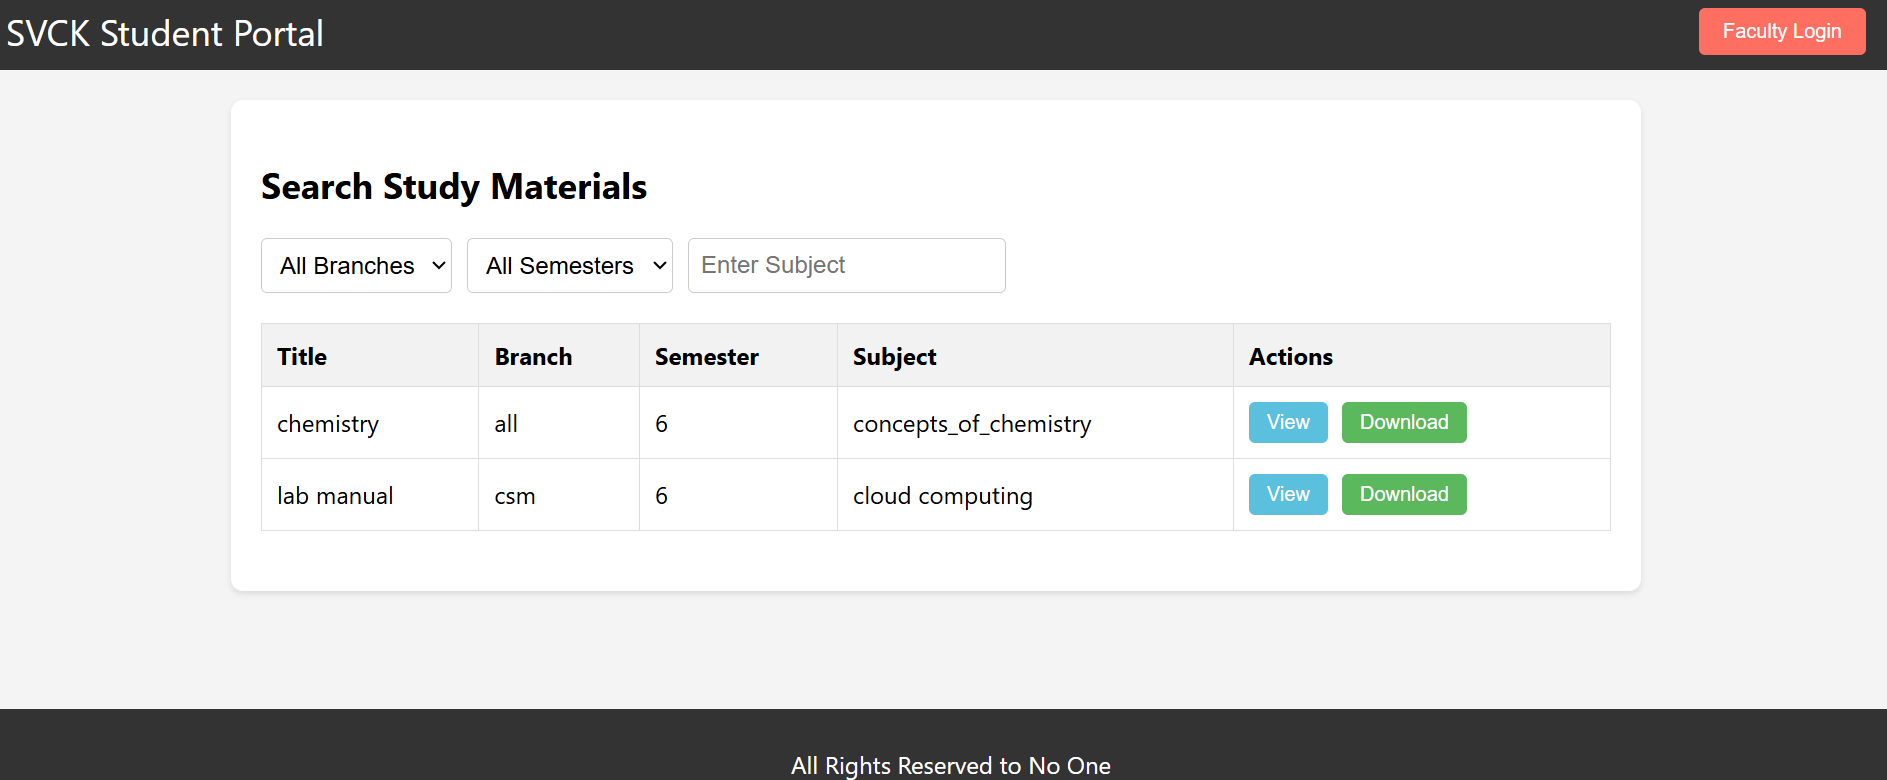 SVCK Student Portal
Faculty Login
Search Study Materials
All Branches
All Semesters
Enter Subject
Title Branch Semester Subject Actions
chemistry all 6 concepts_of_chemistry View Download
lab manual csm 6 cloud computing View Download
All Rights Reserved to No One